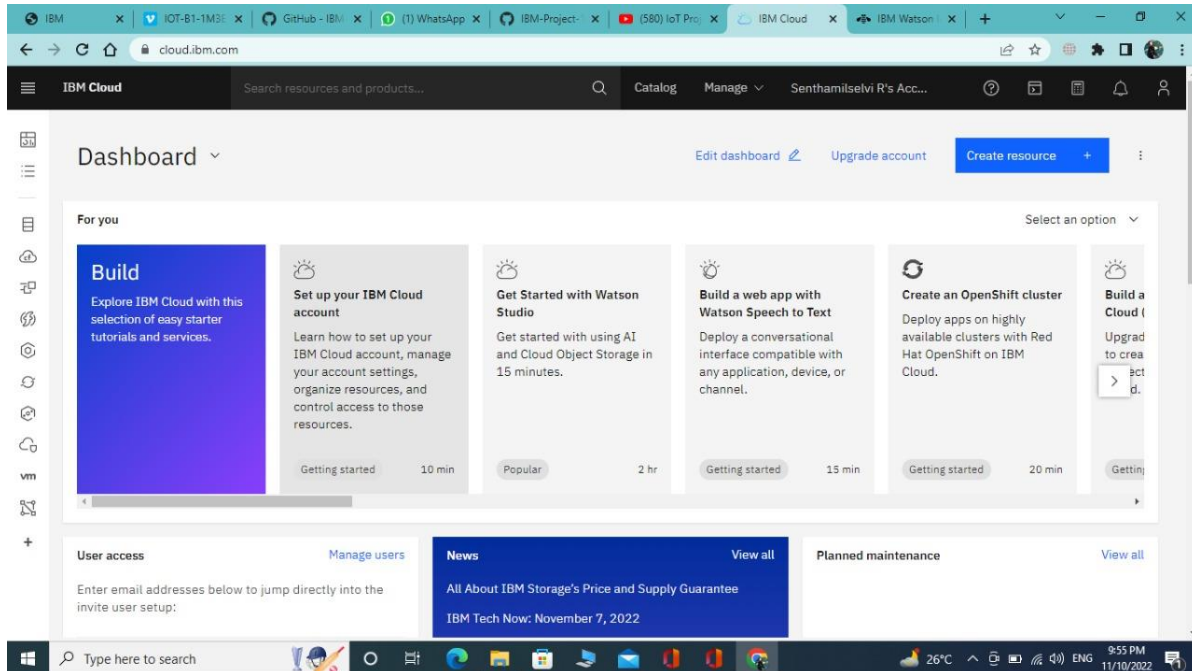 IBM
IOT-B1-1M3E
GitHub - IBM
(1) WhatsApp
IBM-Project-
(580) IoT Proj
IBM Cloud
IBM Watson
cloud.ibm.com
IBM Cloud
Search resources and products...
Catalog
Manage
Senthamilselvi R's Acc...
Dashboard
Edit dashboard
Upgrade account
Create resource +
For you
Select an option
Build
Explore IBM Cloud with this
selection of easy starter
tutorials and services.
Set up your IBM Cloud
account
Learn how to set up your
IBM Cloud account, manage
your account settings,
organize resources, and
control access to those
resources.
Getting started
10 min
Get Started with Watson
Studio
Get started with using AI
and Cloud Object Storage in
15 minutes.
Popular
2 hr
Build a web app with
Watson Speech to Text
Deploy a conversational
interface compatible with
any application, device, or
channel.
Getting started
15 min
Create an OpenShift cluster
Deploy apps on highly
available clusters with Red
Hat OpenShift on IBM
Cloud.
Getting started
20 min
Build a
Cloud (
Upgrad
to crea
ect
d.
Getting
vm
User access
Manage users
Enter email addresses below to jump directly into the
invite user setup:
News
View all
All About IBM Storage's Price and Supply Guarantee
IBM Tech Now: November 7, 2022
Planned maintenance
View all
Type here to search
26°C
ENG
9:55 PM
11/10/2022